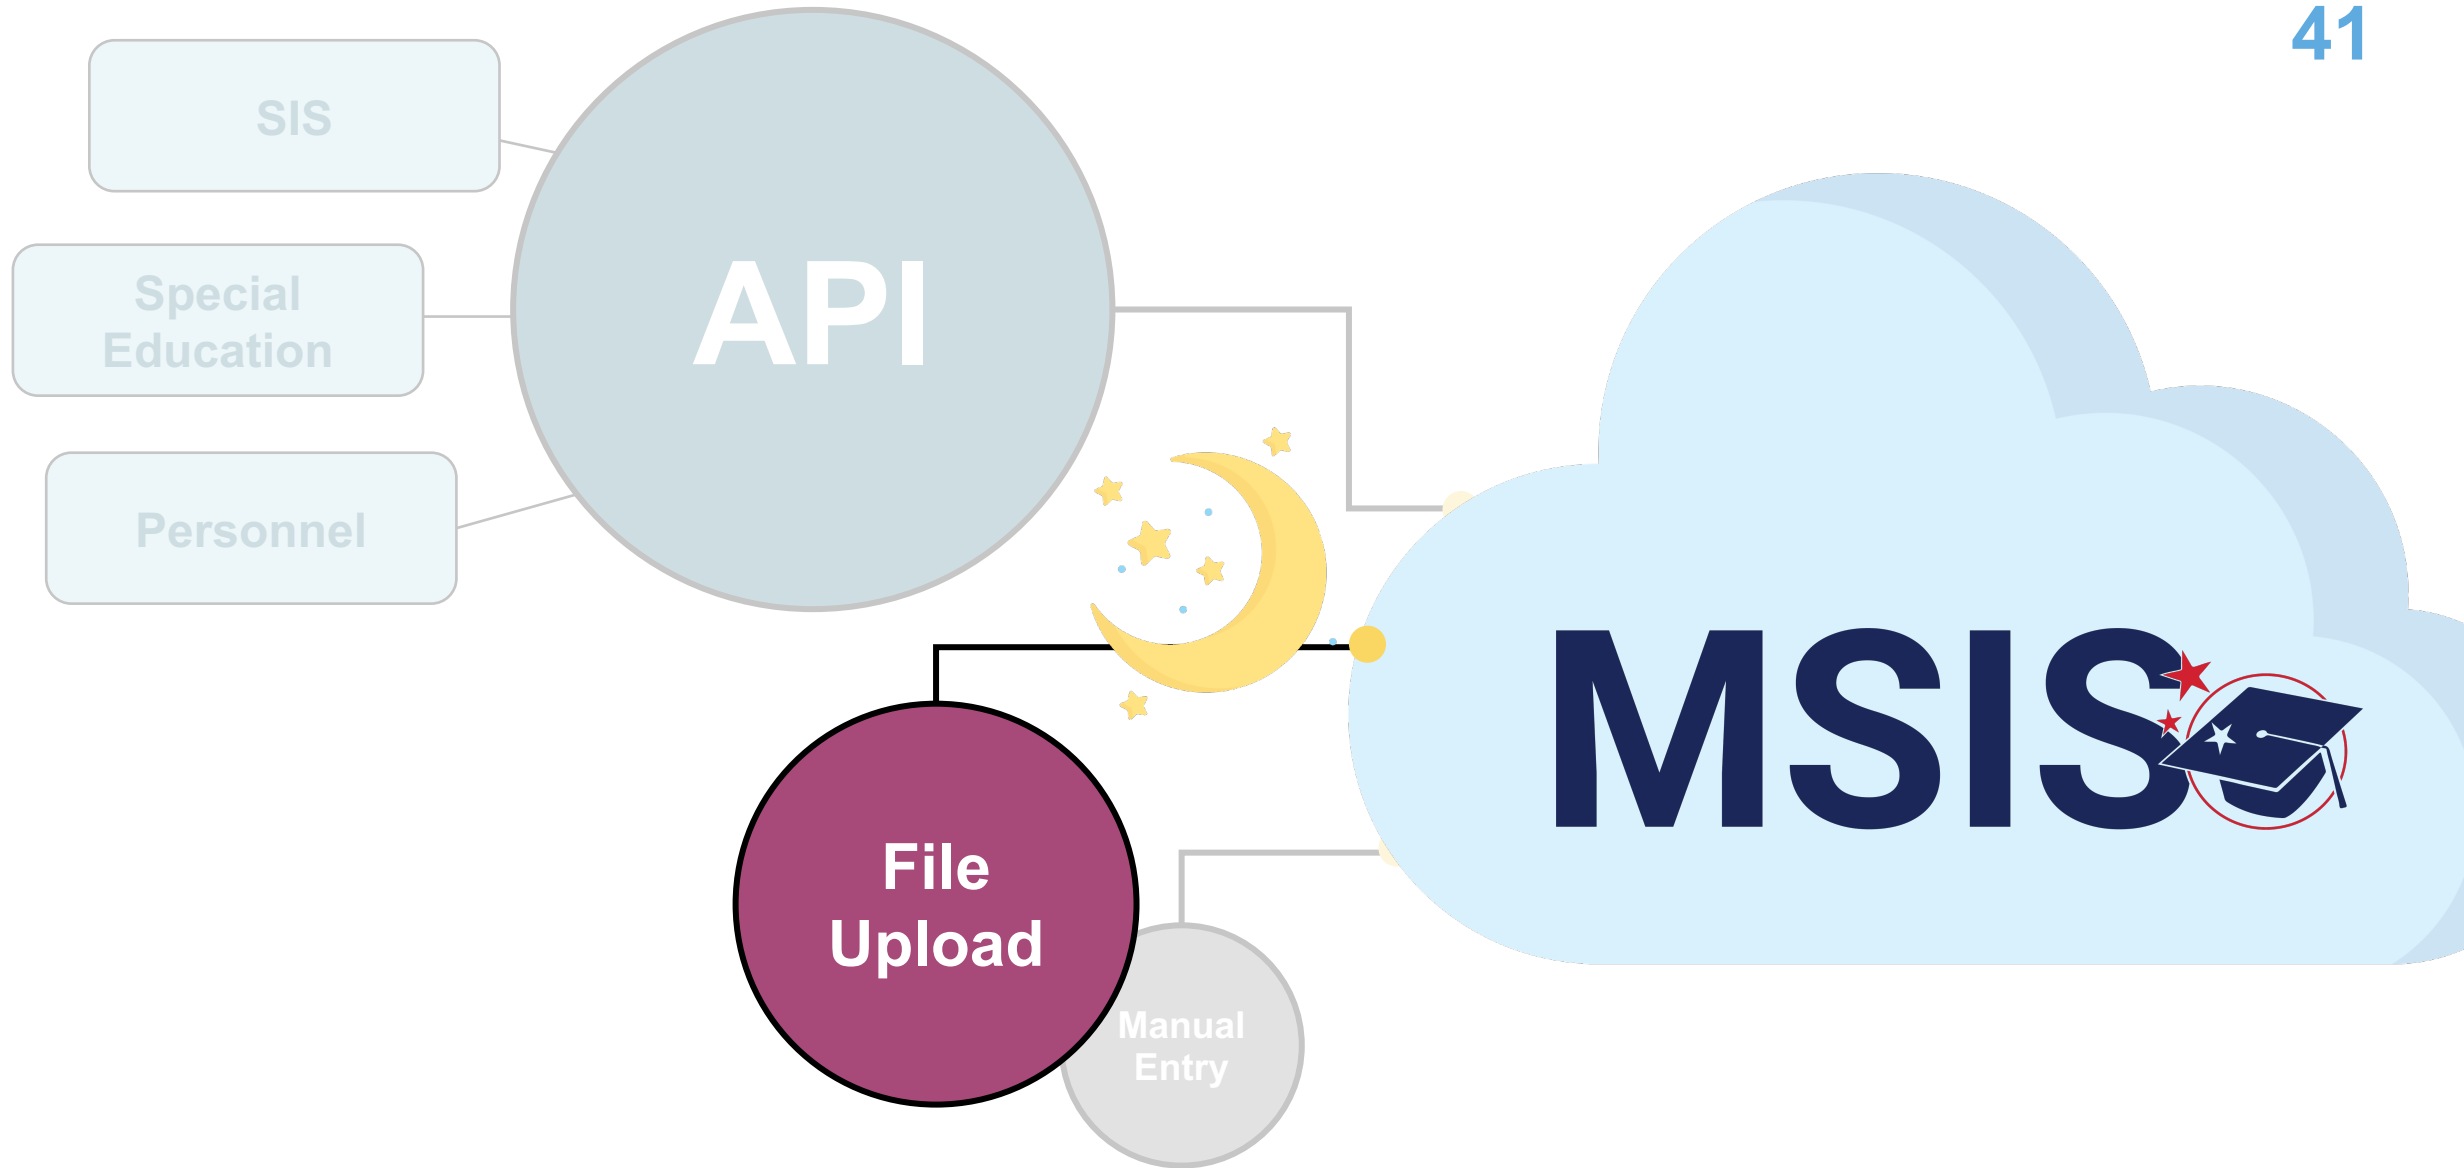 41
SIS
API
Special
Education
Personnel
MSIS
File
Upload
Manual
Entry